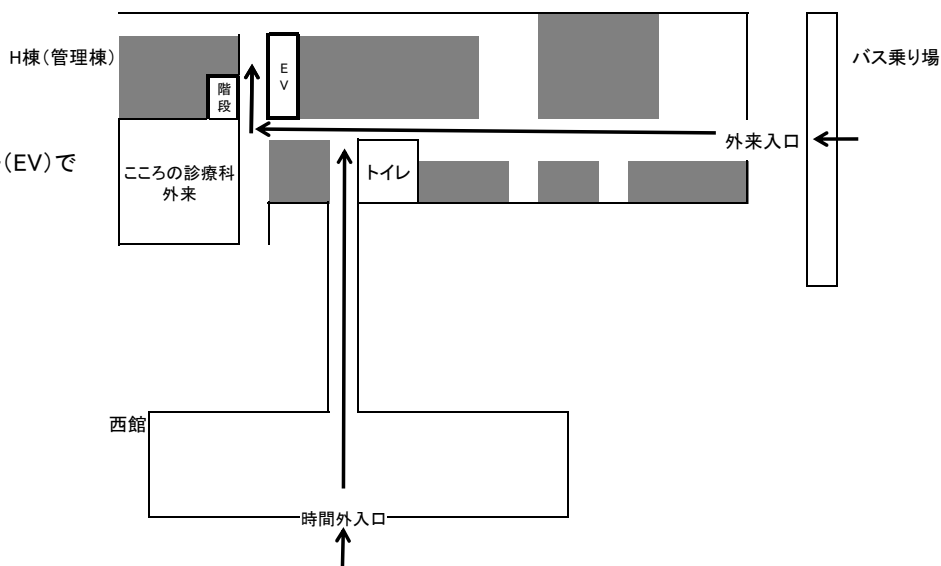 H棟(管理棟)
EV
バス乗り場
階段
外来入口
(EV)で
こころの診療科
外来
トイレ
西館
時間外入口